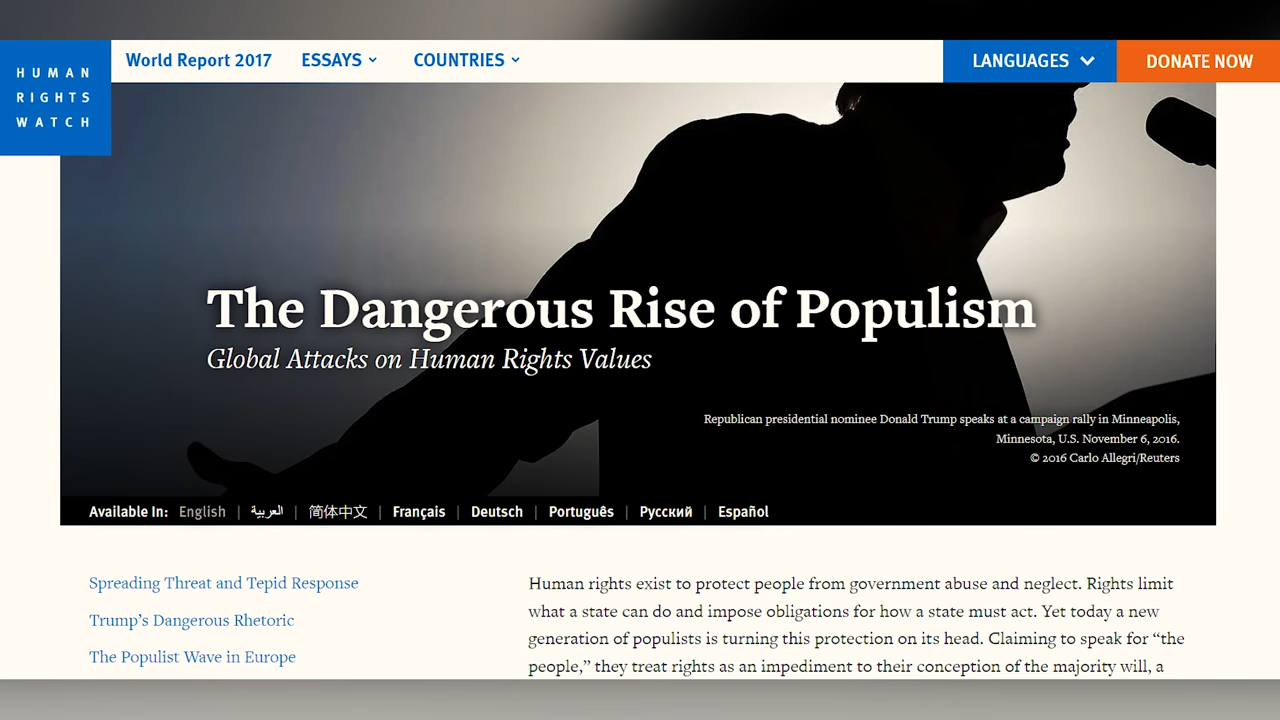 HUMAN
RIGHTS
WATCH
World Report 2017 ESSAYS COUNTRIES LANGUAGES DONATE NOW
The Dangerous Rise of Populism
Global Attacks on Human Rights Values
Republican presidential nominee Donald Trump speaks at a campaign rally in Minneapolis,
Minnesota, U.S. November 6, 2016.
© 2016 Carlo Allegri/Reuters
Available In: English | العربية | 简体中文 | Français | Deutsch | Português | Русский | Español
Spreading Threat and Tepid Response
Trump’s Dangerous Rhetoric
The Populist Wave in Europe
Human rights exist to protect people from government abuse and neglect. Rights limit
what a state can do and impose obligations for how a state must act. Yet today a new
generation of populists is turning this protection on its head. Claiming to speak for “the
people,” they treat rights as an impediment to their conception of the majority will, a